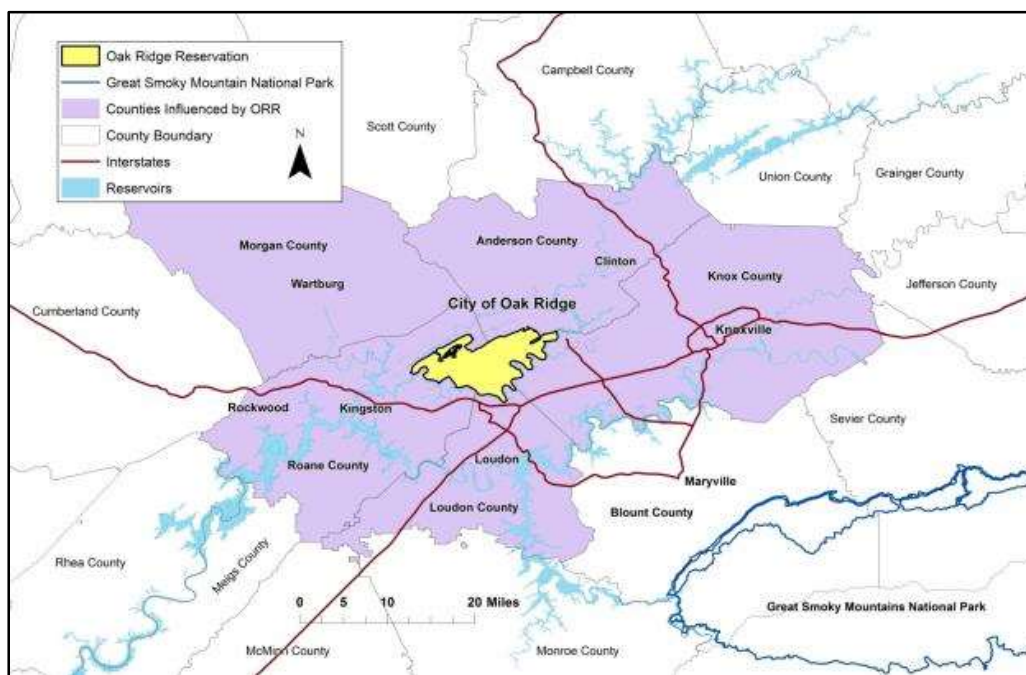 Oak Ridge Reservation
Great Smoky Mountain National Park
Counties Influenced by ORR
County Boundary
Interstates
Reservoirs
N
Campbell County
Scott County
Union County
Grainger County
Morgan County
Anderson County
Clinton
Knox County
Wartburg
Jefferson County
City of Oak Ridge
Cumberland County
Knoxville
Rockwood
Kingston
Sevier County
Roane County
Loudon
Maryville
Loudon County
Blount County
Rhea County
Meigs County
0 5 10 20 Miles
Great Smoky Mountains National Park
McMinn County
Monroe County